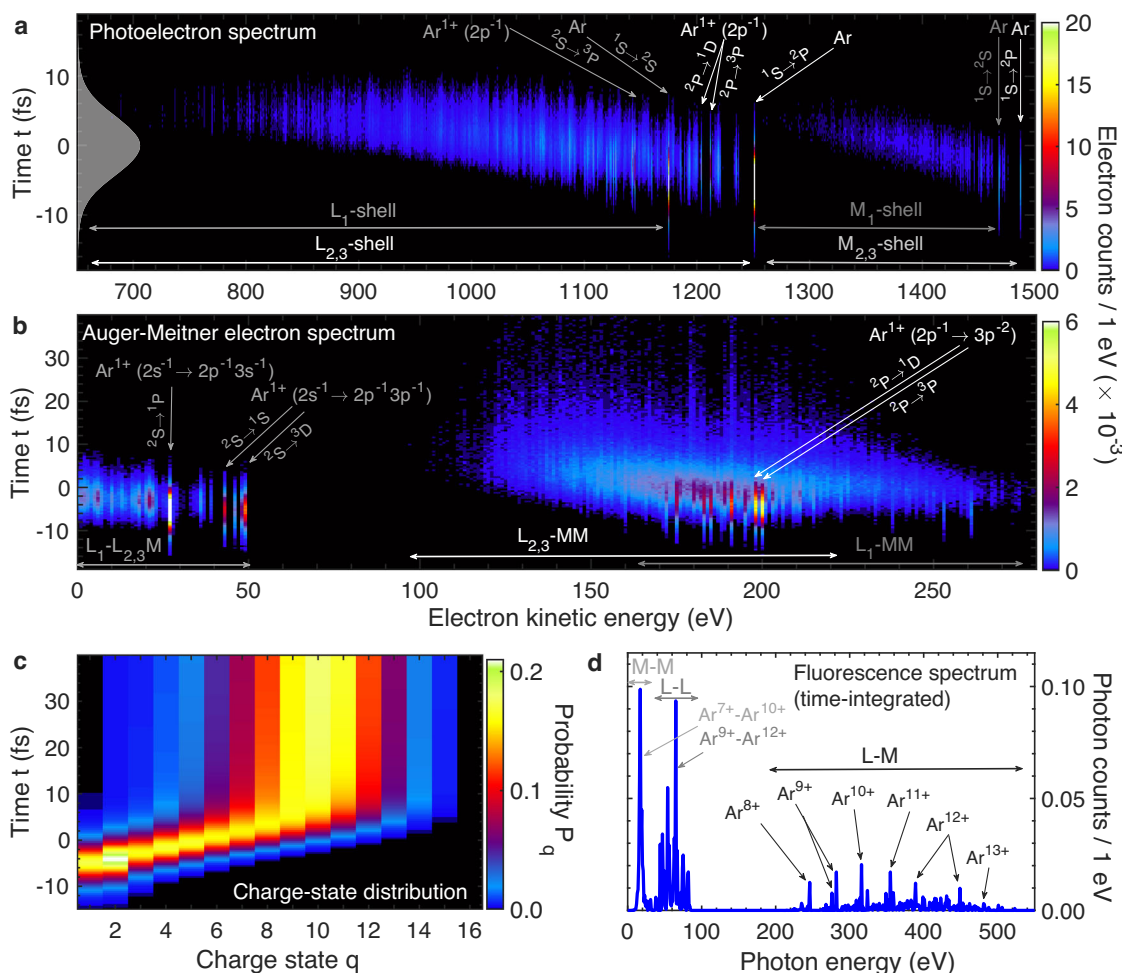 a
Photoelectron spectrum
Ar¹⁺ (2p⁻¹)
²S→³P
Ar
¹S→²S
Ar¹⁺ (2p⁻¹)
²P→¹D
²P→³P
Ar
¹S→²P
Ar
¹S→²S
Ar
¹S→²P
L₁-shell
L₂,₃-shell
M₁-shell
M₂,₃-shell
Time t (fs)
10
0
-10
700
800
900
1000
1100
1200
1300
1400
1500
20
15
10
5
0
Electron counts / 1 eV (× 10⁻³)
b
Auger-Meitner electron spectrum
Ar¹⁺ (2s⁻¹→ 2p⁻¹3s⁻¹)
²S→¹P
Ar¹⁺ (2s⁻¹→ 2p⁻¹3p⁻¹)
²S→¹S
²S→³D
Ar¹⁺ (2p⁻¹→ 3p⁻²)
²P→¹D
²P→³P
L₁-L₂,₃M
L₂,₃-MM
L₁-MM
Time t (fs)
30
20
10
0
-10
0
50
100
150
200
250
Electron kinetic energy (eV)
6
4
2
0
c
Charge-state distribution
Time t (fs)
30
20
10
0
-10
2
4
6
8
10
12
14
16
Charge state q
0.2
0.1
0.0
Probability P_q
d
Fluorescence spectrum
(time-integrated)
M-M
L-L
Ar⁷⁺-Ar¹⁰⁺
Ar⁹⁺-Ar¹²⁺
L-M
Ar⁸⁺
Ar⁹⁺
Ar¹⁰⁺
Ar¹¹⁺
Ar¹²⁺
Ar¹³⁺
0
100
200
300
400
500
Photon energy (eV)
0.10
0.05
0.00
Photon counts / 1 eV